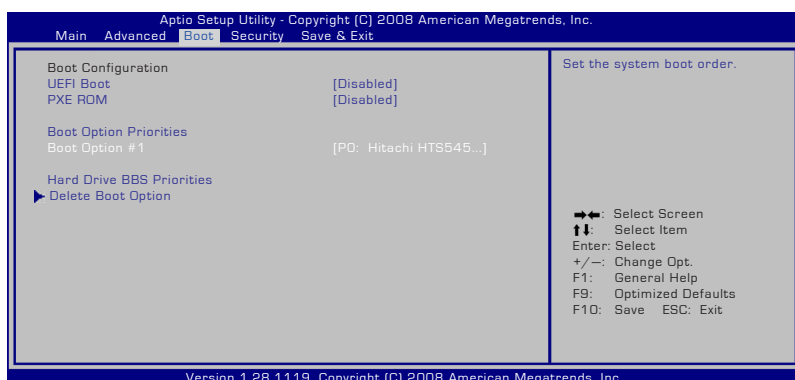 Aptio Setup Utility - Copyright (C) 2008 American Megatrends, Inc.
Main Advanced Boot Security Save & Exit
Boot Configuration
UEFI Boot [Disabled]
PXE ROM [Disabled]
Boot Option Priorities
Boot Option #1 [P0: Hitachi HTS545...]
Hard Drive BBS Priorities
Delete Boot Option
Set the system boot order.
➡⬅: Select Screen
⬆⬇: Select Item
Enter: Select
+/—: Change Opt.
F1: General Help
F9: Optimized Defaults
F10: Save ESC: Exit
Version 1.28.1119. Copyright (C) 2008 American Megatrends, Inc.